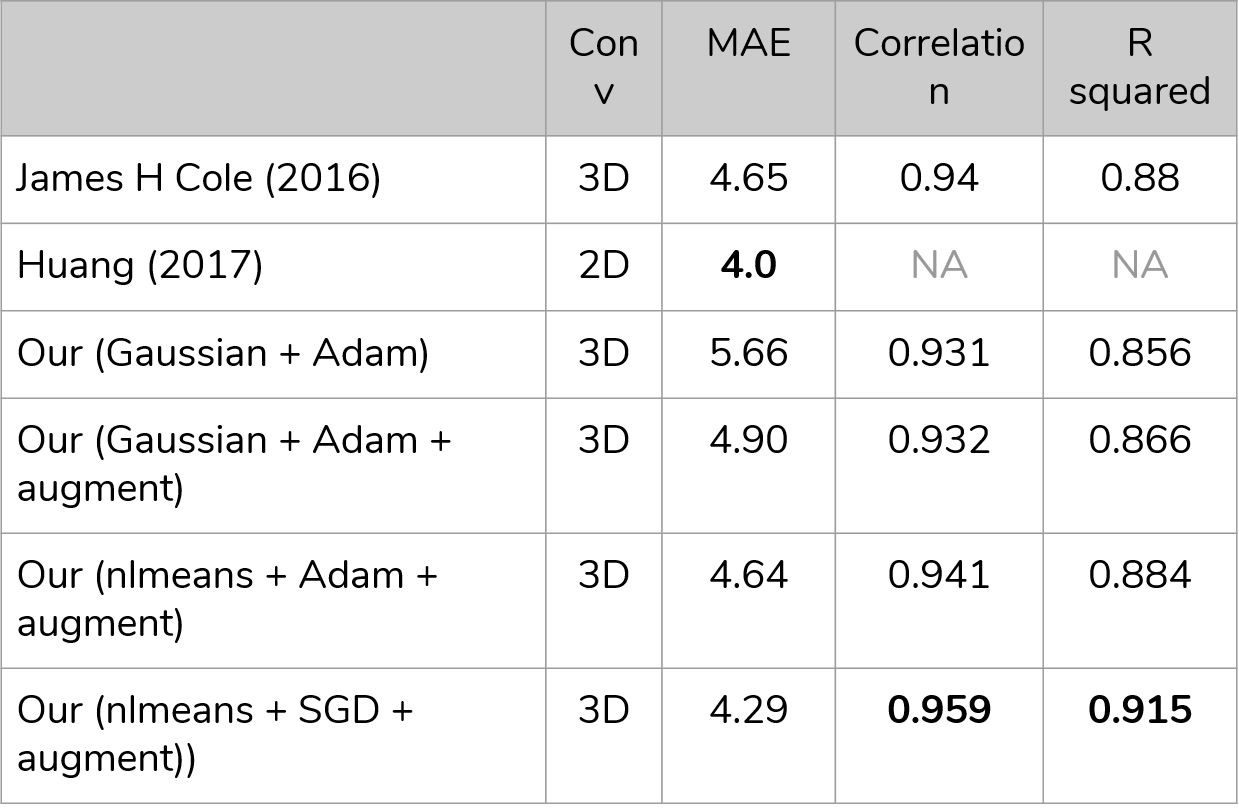 Con
v
MAE
Correlatio
n
R
squared
James H Cole (2016)
3D
4.65
0.94
0.88
Huang (2017)
2D
4.0
NA
NA
Our (Gaussian + Adam)
3D
5.66
0.931
0.856
Our (Gaussian + Adam +
augment)
3D
4.90
0.932
0.866
Our (nlmeans + Adam +
augment)
3D
4.64
0.941
0.884
Our (nlmeans + SGD +
augment))
3D
4.29
0.959
0.915